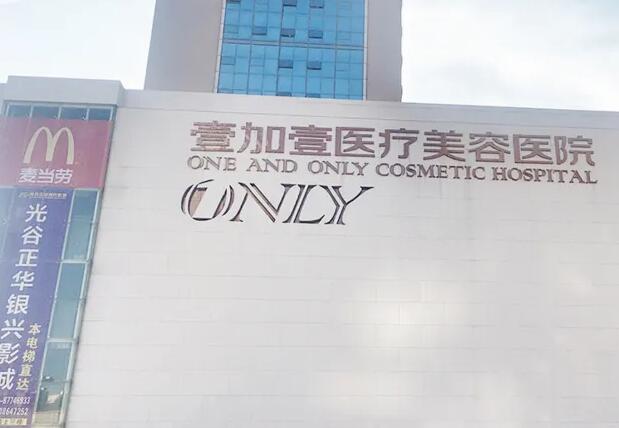 壹加壹医疗美容医院
ONE AND ONLY COSMETIC HOSPITAL
ONLY
麦当劳
光谷正华银兴影城
本电梯直达
87746933